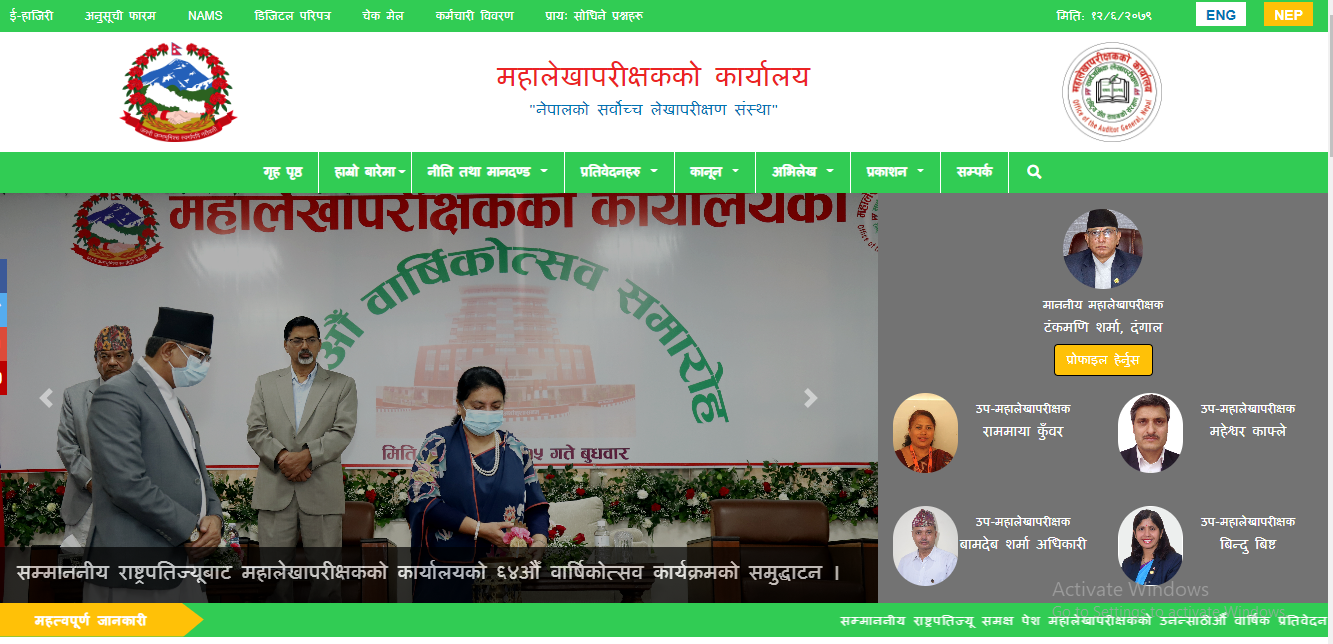 ई-हाजिरी अनुसूची फारम NAMS डिजिटल परिपत्र चेक मेल कर्मचारी विवरण प्रायः सोधिने प्रश्नहरु मिति: १२/६/२०७९ ENG NEP
महालेखापरीक्षकको कार्यालय
"नेपालको सर्वोच्च लेखापरीक्षण संस्था"
महालेखापरीक्षकको कार्यालय
Office of the Auditor General, Nepal
गृह पृष्ठ हाम्रो बारेमा नीति तथा मानदण्ड प्रतिवेदनहरु कानून अभिलेख प्रकाशन सम्पर्क
महालेखापरीक्षकको कार्यालयको
औं वार्षिकोत्सव समारोह
मिति ०५ गते बुधवार
सम्माननीय राष्ट्रपतिज्यूबाट महालेखापरीक्षकको कार्यालयको ६४औं वार्षिकोत्सव कार्यक्रमको समुद्घाटन ।
माननीय महालेखापरीक्षक
टंकमणि शर्मा, दंगाल
प्रोफाइल हेर्नुस
उप-महालेखापरीक्षक
राममाया कुँवर
उप-महालेखापरीक्षक
महेश्वर काफ्ले
उप-महालेखापरीक्षक
बामदेब शर्मा अधिकारी
उप-महालेखापरीक्षक
बिन्दु बिष्ट
Activate Windows
Go to Settings to activate Windows.
महत्वपूर्ण जानकारी सम्माननीय राष्ट्रपतिज्यू समक्ष पेश महालेखापरीक्षकको उनन्साठीऔं वार्षिक प्रतिवेदन